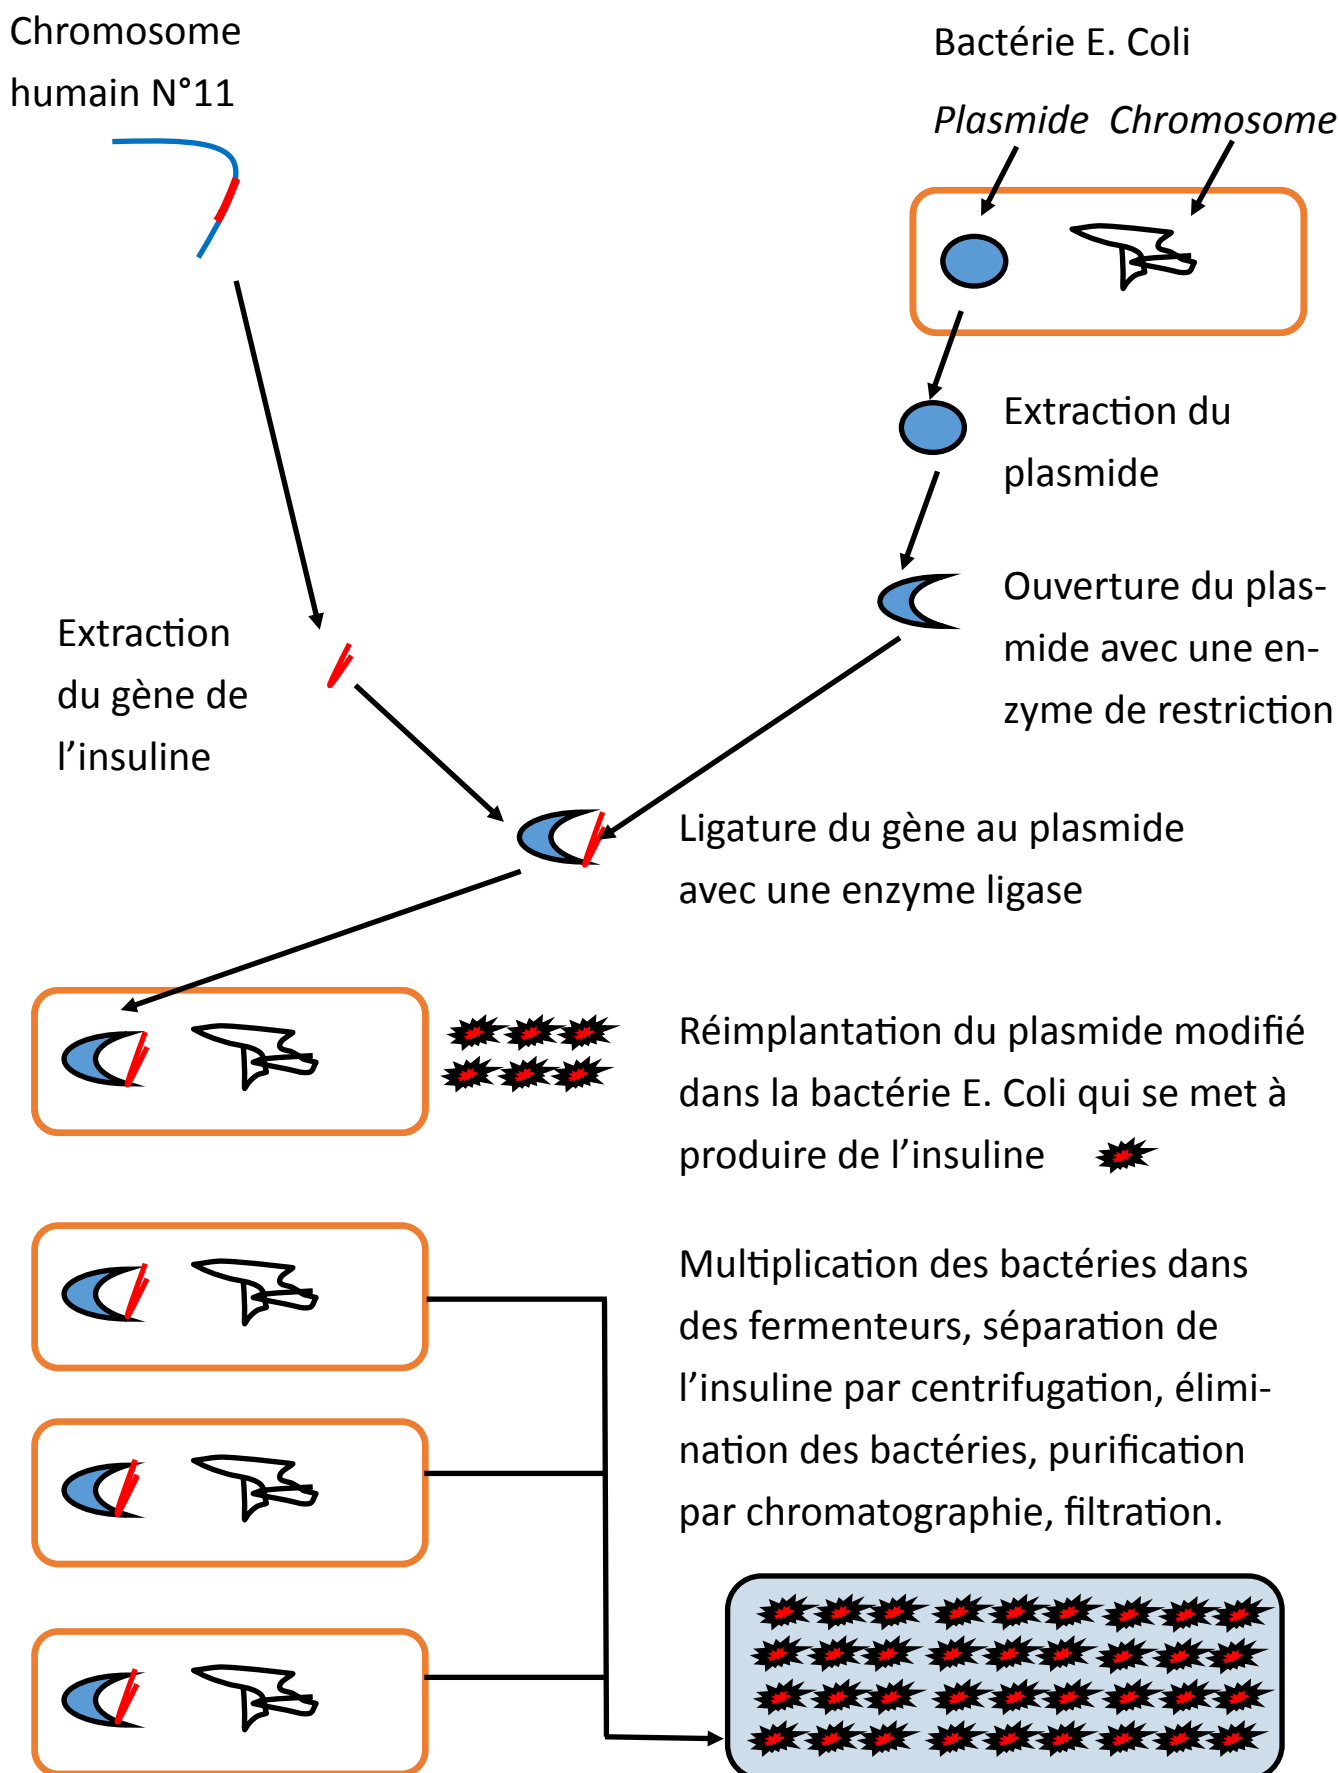 Chromosome
humain N°11
Bactérie E. Coli
Plasmide Chromosome
Extraction du
plasmide
Ouverture du plas-
mide avec une en-
zyme de restriction
Extraction
du gène de
l’insuline
Ligature du gène au plasmide
avec une enzyme ligase
Réimplantation du plasmide modifié
dans la bactérie E. Coli qui se met à
produire de l’insuline
Multiplication des bactéries dans
des fermenteurs, séparation de
l’insuline par centrifugation, élimi-
nation des bactéries, purification
par chromatographie, filtration.